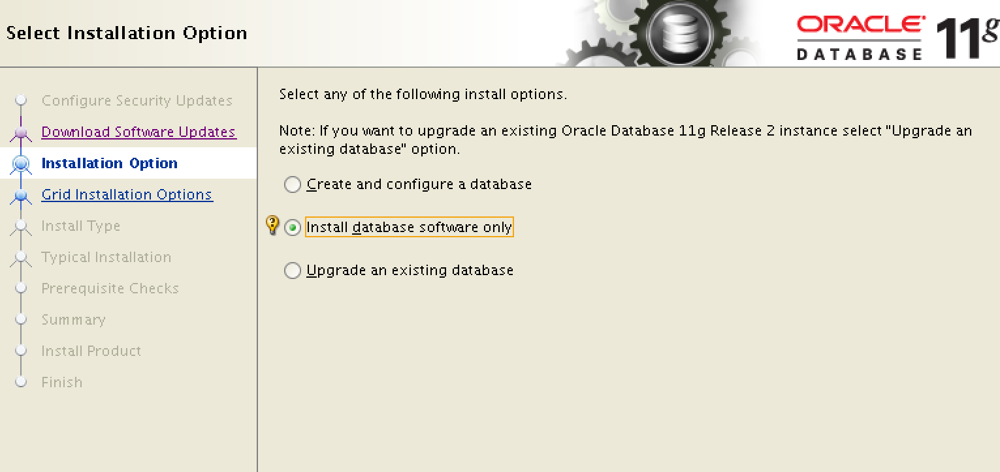 Select Installation Option
ORACLE
DATABASE
11g
Configure Security Updates
Download Software Updates
Installation Option
Grid Installation Options
Install Type
Typical Installation
Prerequisite Checks
Summary
Install Product
Finish
Select any of the following install options.
Note: If you want to upgrade an existing Oracle Database 11g Release 2 instance select "Upgrade an
existing database" option.
Create and configure a database
Install database software only
Upgrade an existing database